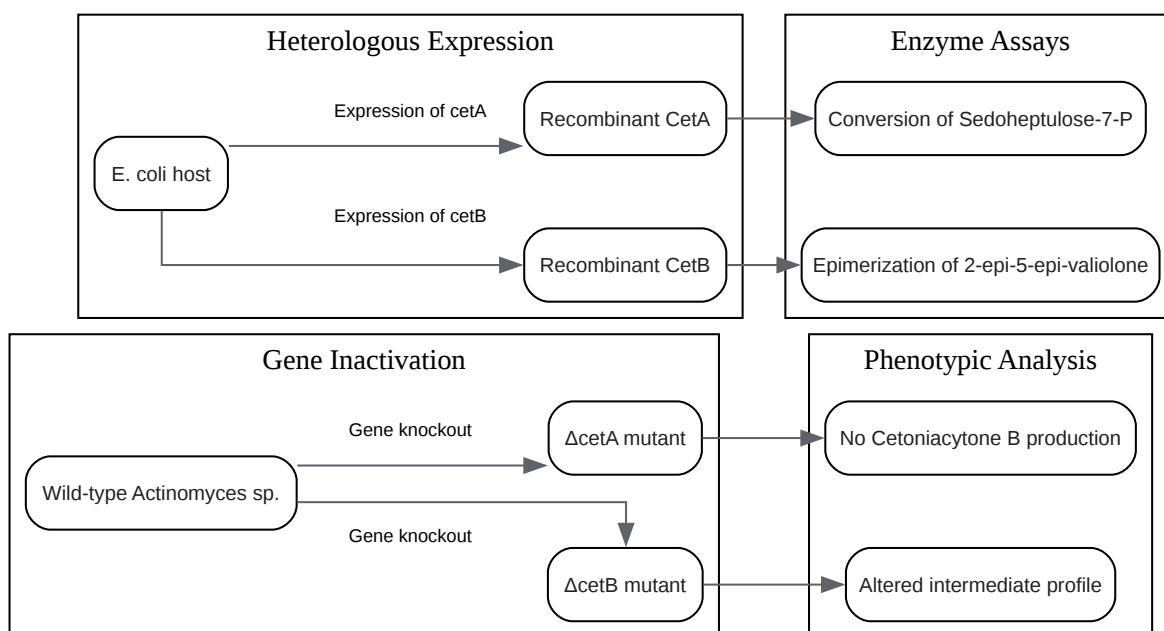 Heterologous Expression
Enzyme Assays
Expression of cetA
Recombinant CetA
Conversion of Sedoheptulose-7-P
E. coli host
Expression of cetB
Recombinant CetB
Epimerization of 2-epi-5-epi-valiolone
Gene Inactivation
Phenotypic Analysis
Gene knockout
ΔcetA mutant
No Cetoniacytone B production
Wild-type Actinomyces sp.
Gene knockout
ΔcetB mutant
Altered intermediate profile